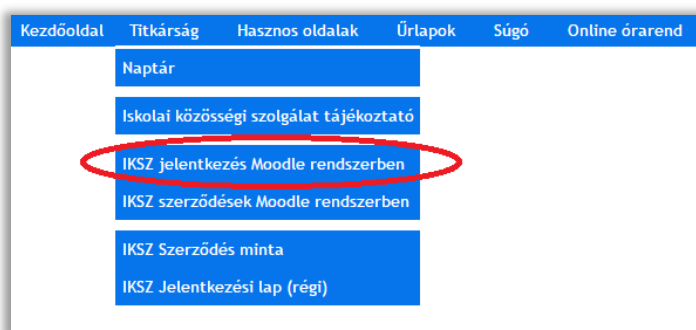 Kezdőoldal Titkárság Hasznos oldalak Űrlapok Súgó Online órarend
Naptár
Iskolai közösségi szolgálat tájékoztató
IKSZ jelentkezés Moodle rendszerben
IKSZ szerződések Moodle rendszerben
IKSZ Szerződés minta
IKSZ Jelentkezési lap (régi)